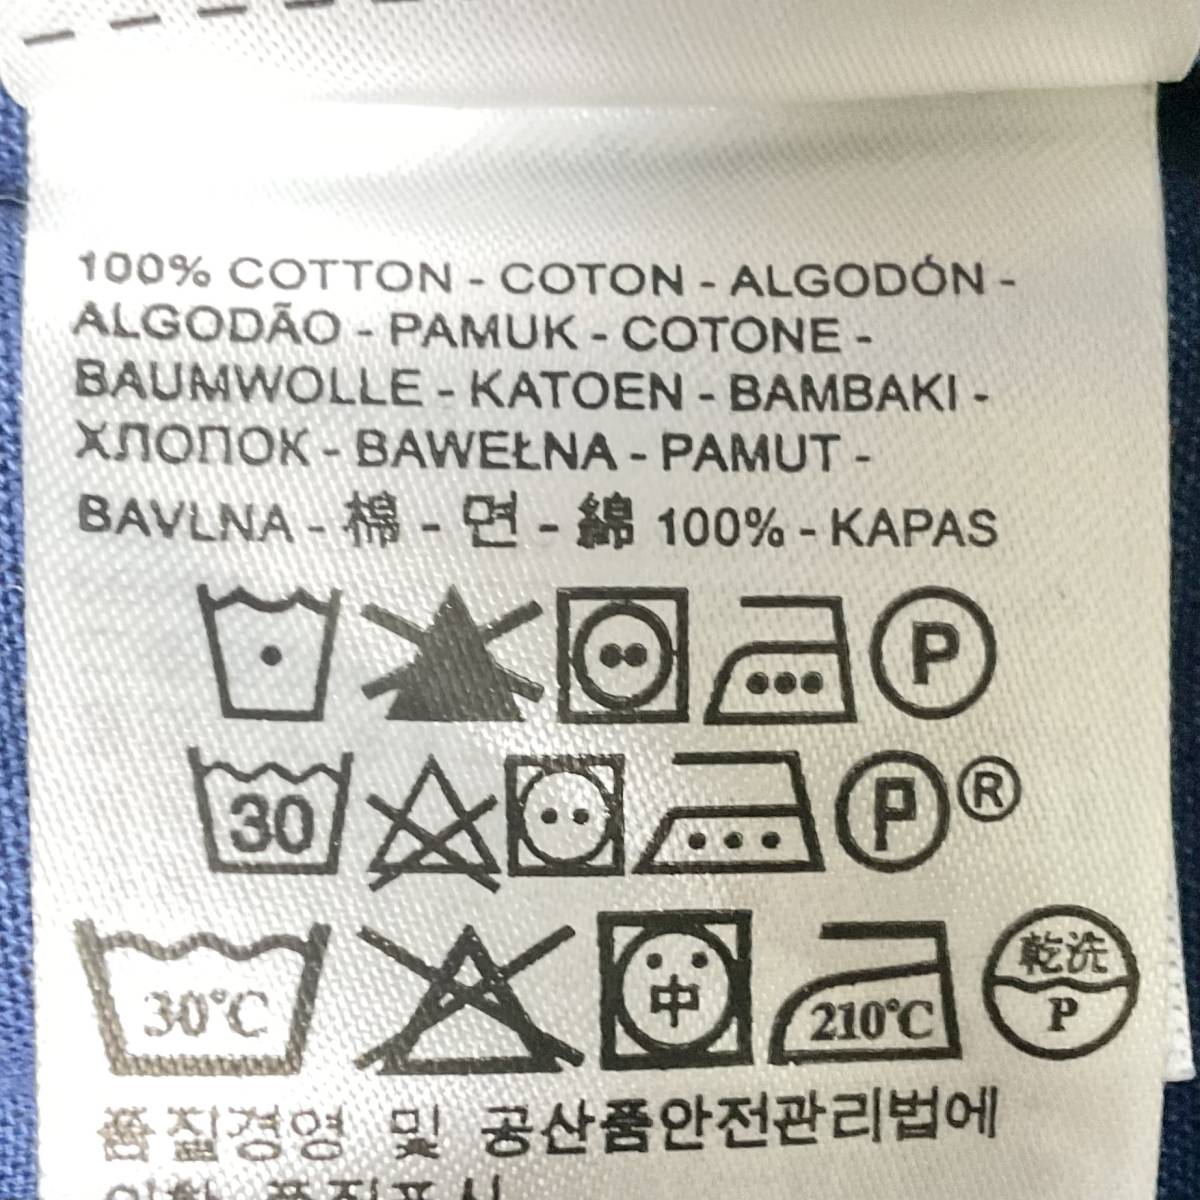 100% COTTON - COTON - ALGODÓN -
ALGODÃO - PAMUK - COTONE -
BAUMWOLLE - KATOEN - BAMBAKI -
ХЛОПОК - BAWEŁNA - PAMUT -
BAVLNA - 棉 - 면 - 綿 100% - KAPAS
P
30 P ®
30°C 中 210°C 乾洗 P
품질경영 및 공산품안전관리법에